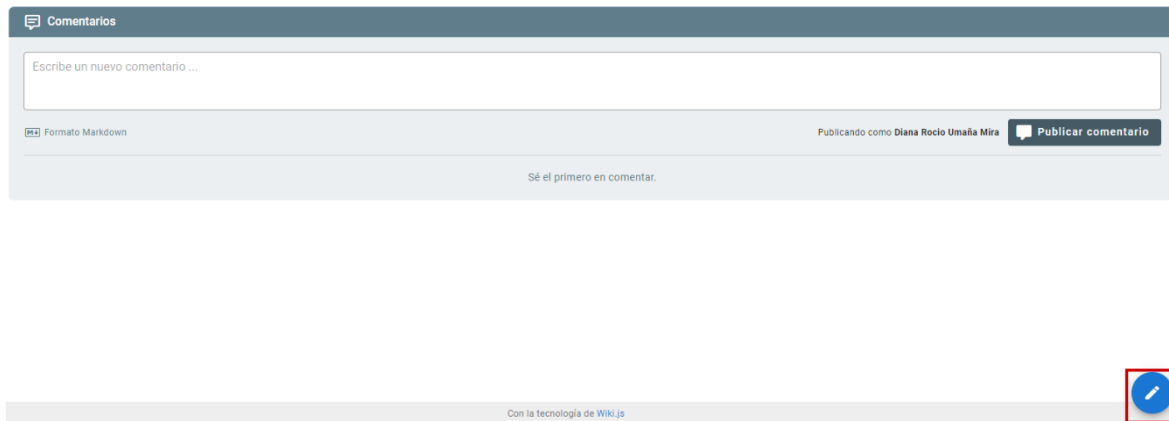 Comentarios
Escribe un nuevo comentario ...
M Formato Markdown
Publicando como Diana Rocio Umaña Mira
Publicar comentario
Sé el primero en comentar.
Con la tecnología de Wiki.js